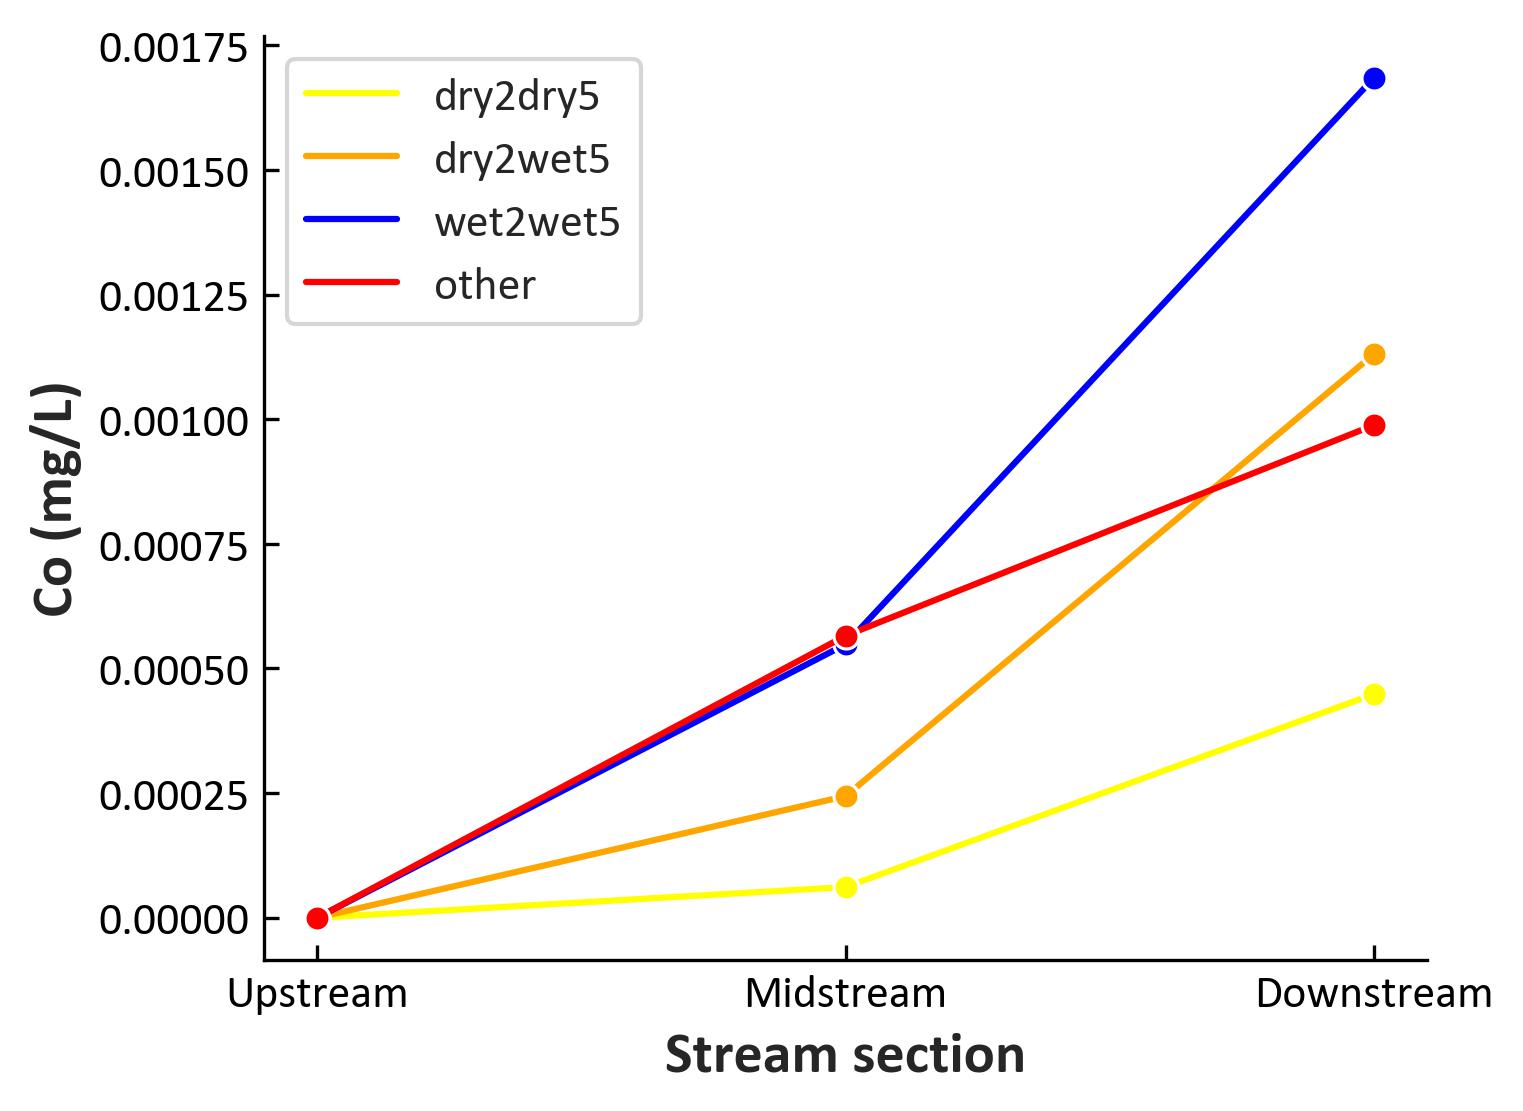 0.00175
0.00150
0.00125
0.00100
0.00075
0.00050
0.00025
0.00000
Co (mg/L)
dry2dry5
dry2wet5
wet2wet5
other
Upstream Midstream Downstream
Stream section